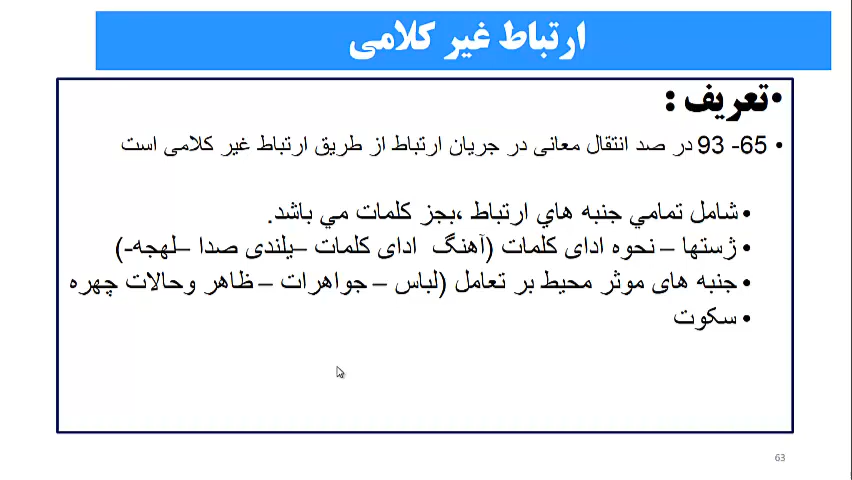 ارتباط غیر کلامی
•تعریف :
• 65- 93 در صد انتقال معانی در جریان ارتباط از طریق ارتباط غیر کلامی است
• شامل تمامي جنبه هاي ارتباط ،بجز کلمات مي باشد.
• ژستها – نحوه ادای کلمات (آهنگ ادای کلمات –یلندی صدا –لهجه-)
• جنبه های موثر محیط بر تعامل (لباس – جواهرات – ظاهر وحالات چهره
• سکوت
63